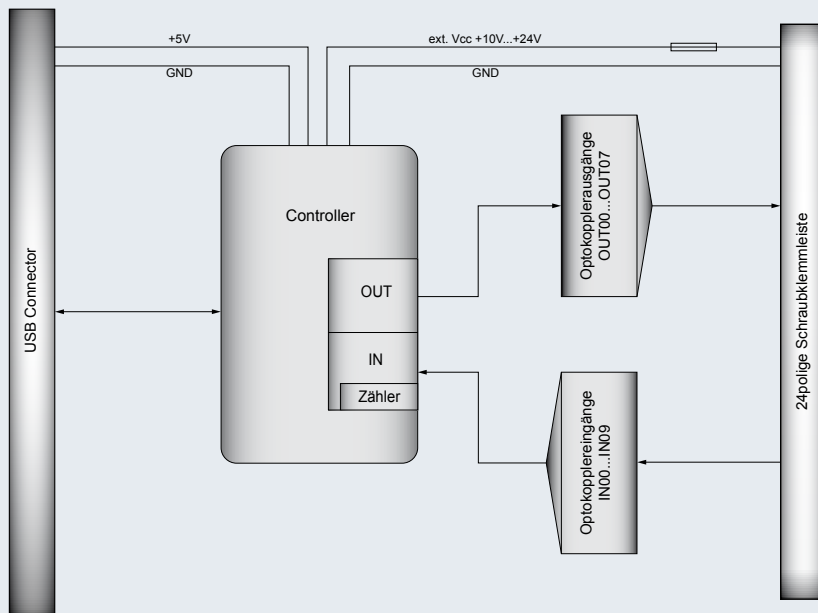 +5V
GND
ext. Vcc +10V...+24V
GND
USB Connector
Controller
OUT
IN
Zähler
Optokopplerausgänge
OUT00...OUT07
Optokopplereingänge
IN00...IN09
24polige Schraubklemmleiste